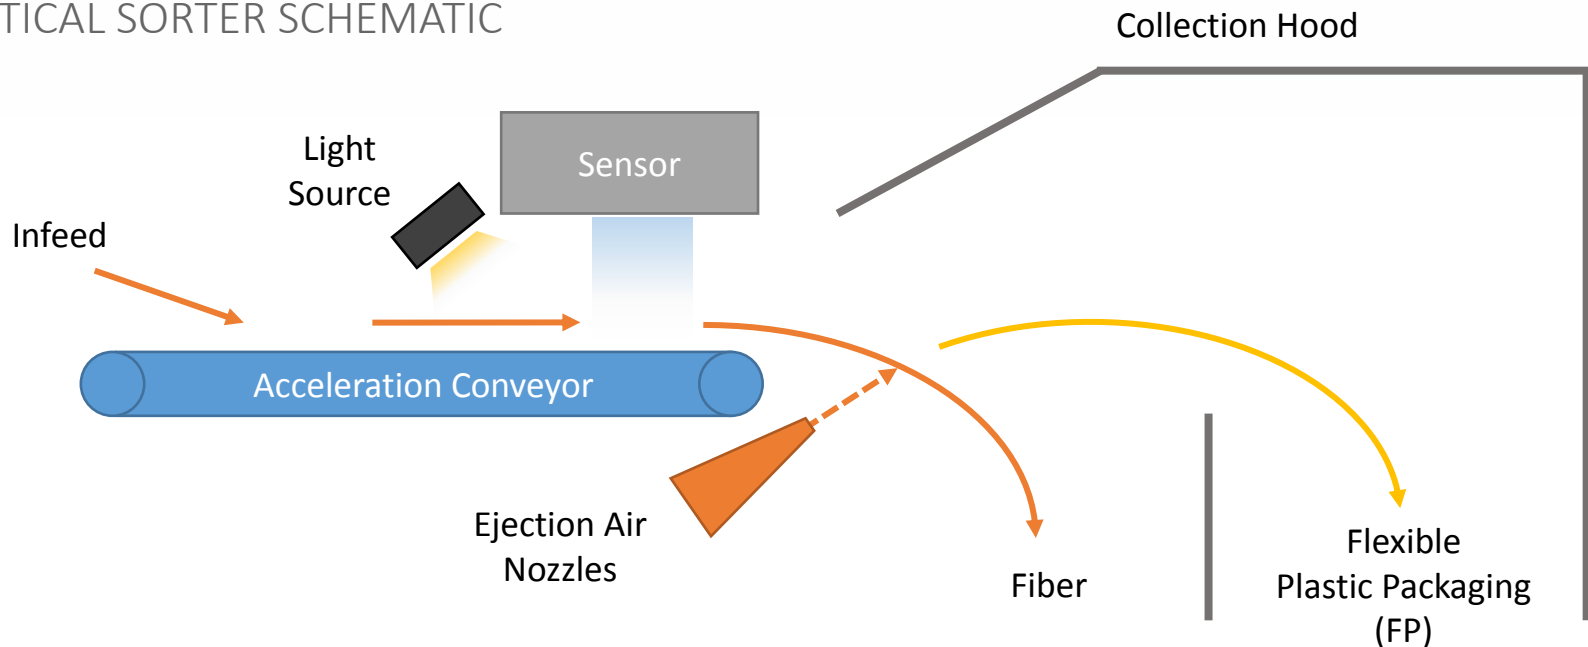 TICAL SORTER SCHEMATIC
Collection Hood
Light
Source
Sensor
Infeed
Acceleration Conveyor
Ejection Air
Nozzles
Fiber
Flexible
Plastic Packaging
(FP)